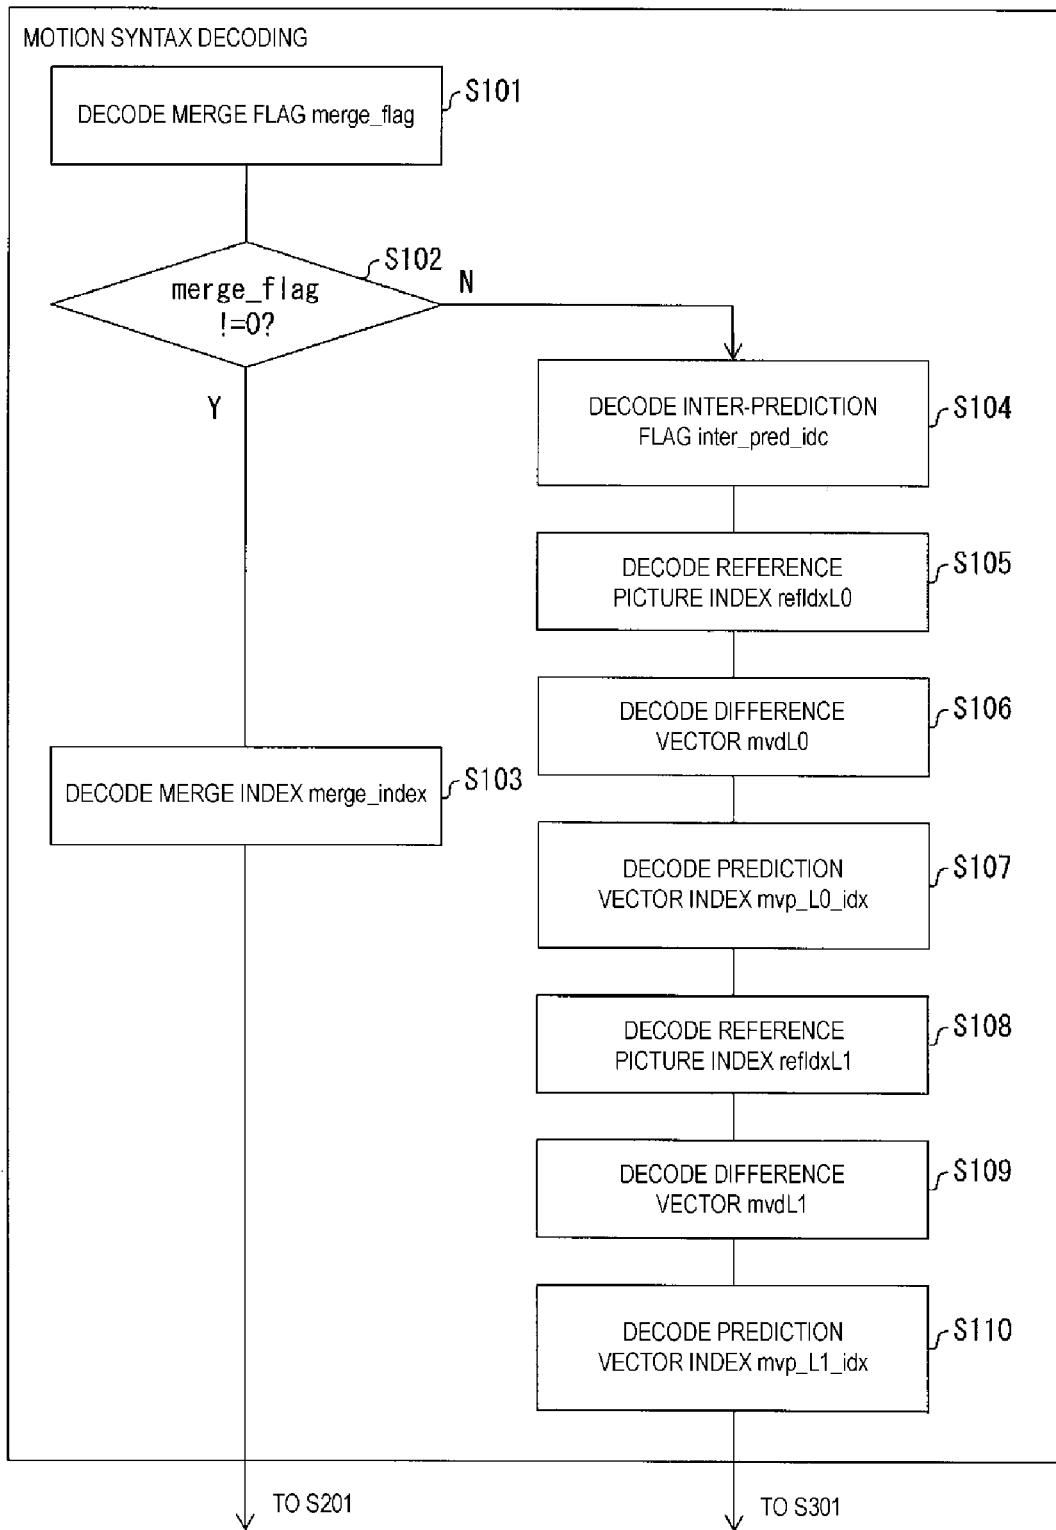 MOTION SYNTAX DECODING
DECODE MERGE FLAG merge_flag
S101
merge_flag
!=0?
S102
N
Y
DECODE INTER-PREDICTION
FLAG inter_pred_idc
S104
DECODE REFERENCE
PICTURE INDEX refIdxL0
S105
DECODE DIFFERENCE
VECTOR mvdL0
S106
DECODE MERGE INDEX merge_index
S103
DECODE PREDICTION
VECTOR INDEX mvp_L0_idx
S107
DECODE REFERENCE
PICTURE INDEX refIdxL1
S108
DECODE DIFFERENCE
VECTOR mvdL1
S109
DECODE PREDICTION
VECTOR INDEX mvp_L1_idx
S110
TO S201
TO S301